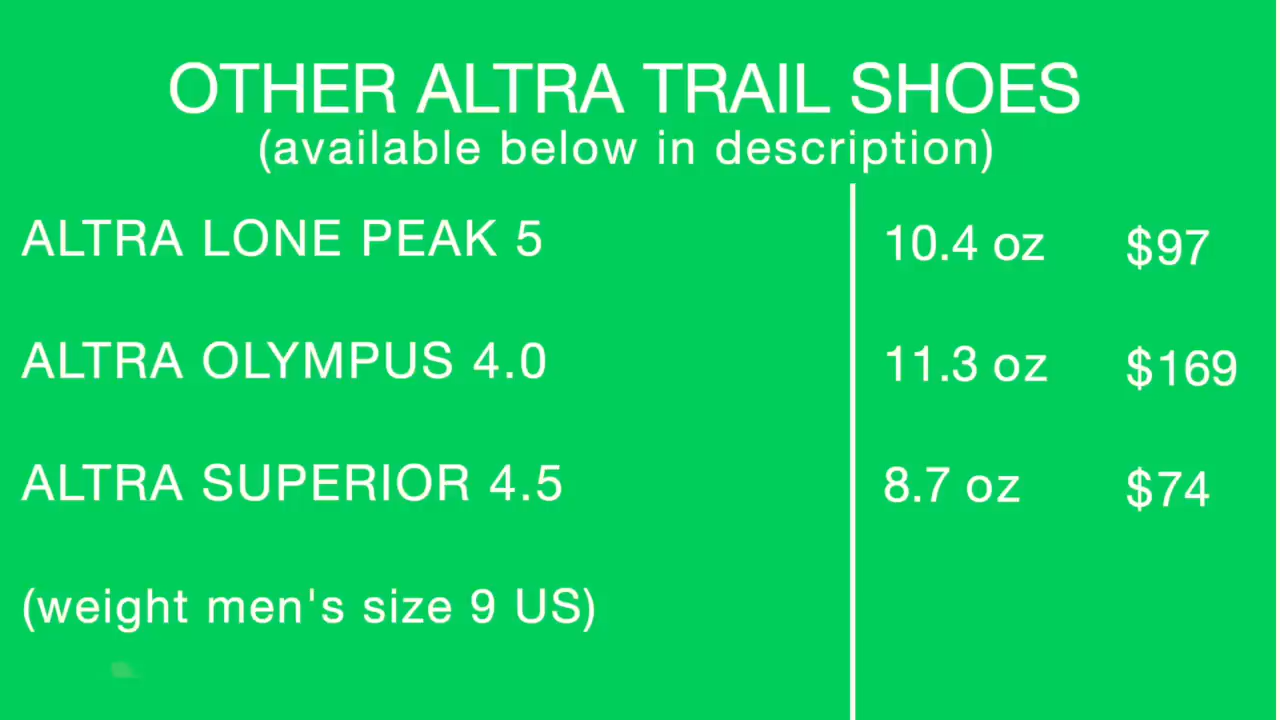 OTHER ALTRA TRAIL SHOES
(available below in description)
ALTRA LONE PEAK 5 10.4 oz $97
ALTRA OLYMPUS 4.0 11.3 oz $169
ALTRA SUPERIOR 4.5 8.7 oz $74
(weight men's size 9 US)